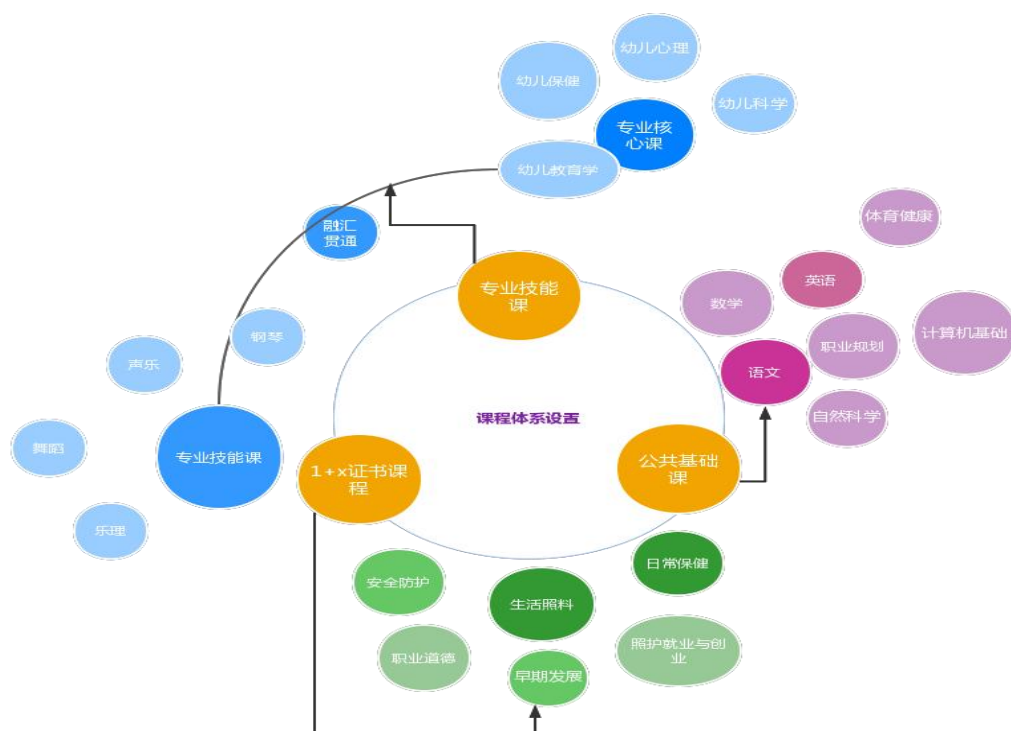 幼儿心理
幼儿保健
幼儿科学
专业核
心课
幼儿教育学
体育健康
融汇
贯通
专业技能
课
英语
数学
计算机基础
钢琴
职业规划
声乐
语文
课程体系设置
自然科学
舞蹈
专业技能课
1+x证书课
程
公共基础
课
乐理
日常保健
安全防护
生活照料
照护就业与创
业
职业道德
早期发展